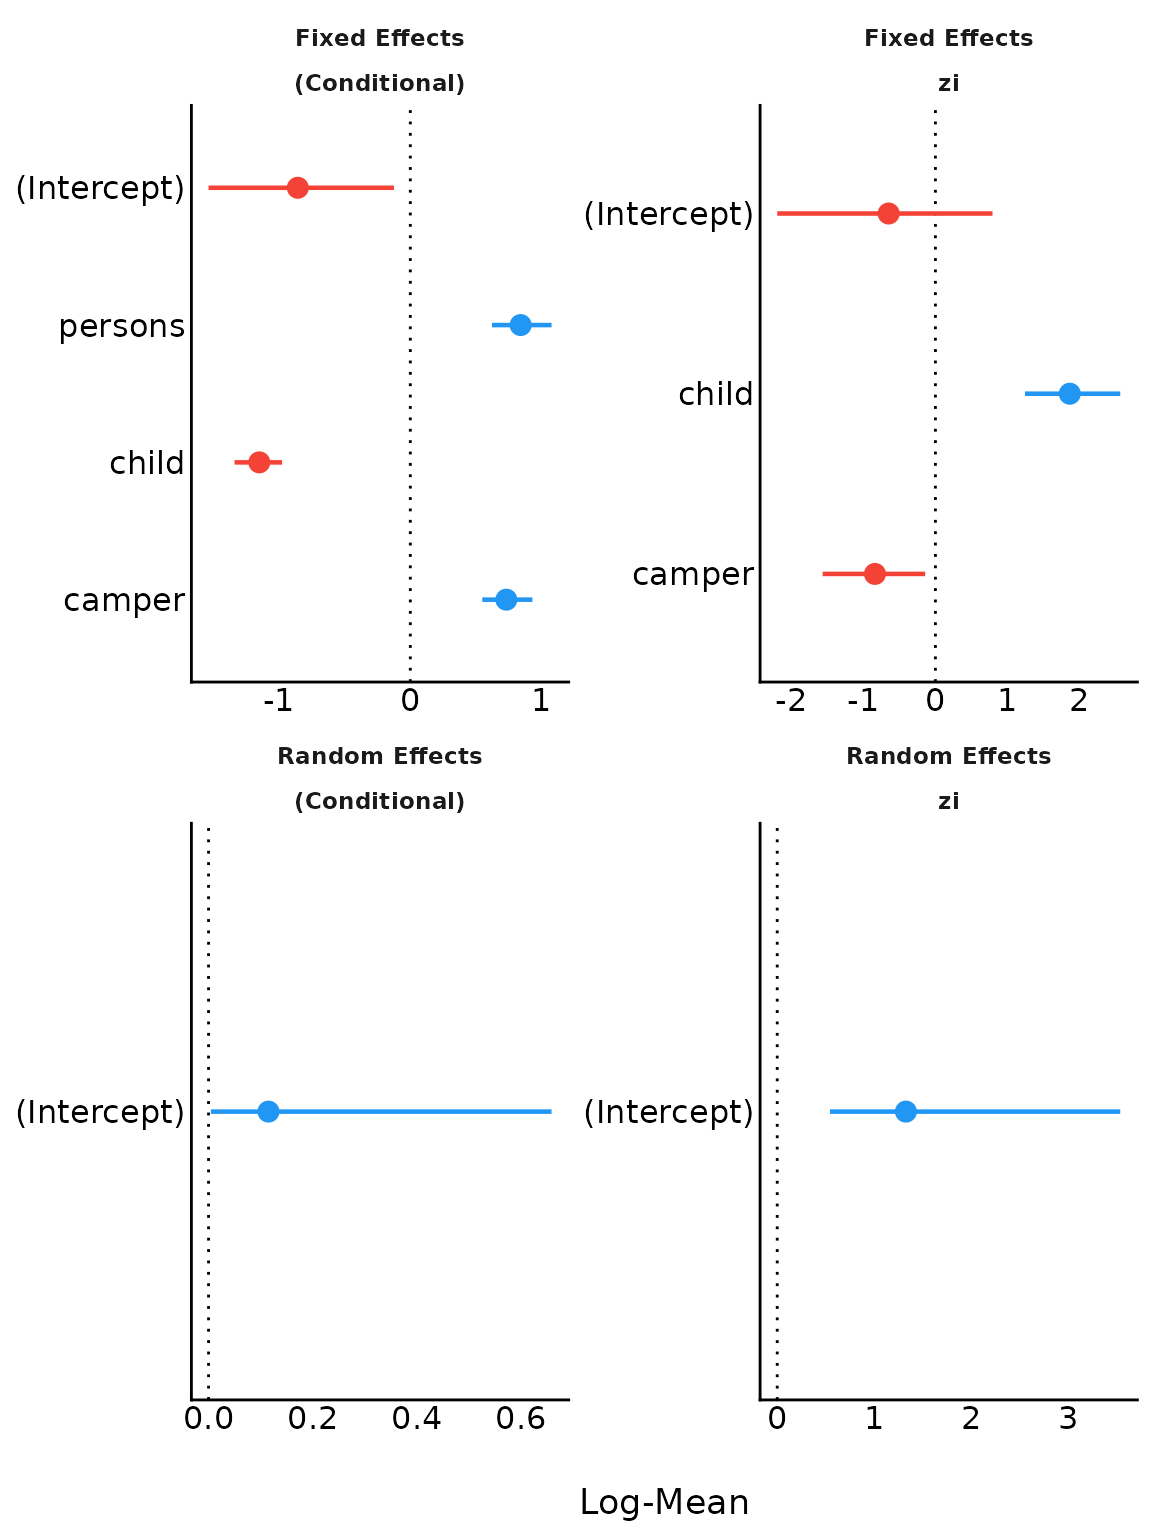 Fixed Effects
(Conditional)
(Intercept)
persons
child
camper
-1 0 1
Fixed Effects
zi
(Intercept)
child
camper
-2 -1 0 1 2
Random Effects
(Conditional)
(Intercept)
0.0 0.2 0.4 0.6
Random Effects
zi
(Intercept)
0 1 2 3
Log-Mean